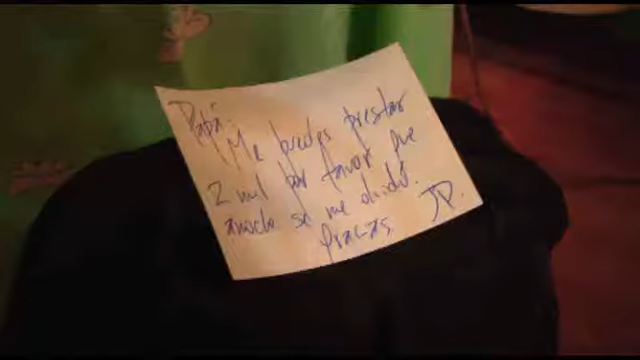 Papá:
Me puedes prestar
2 mil por favor que
anoche se me olvidó.
Gracias. JP.